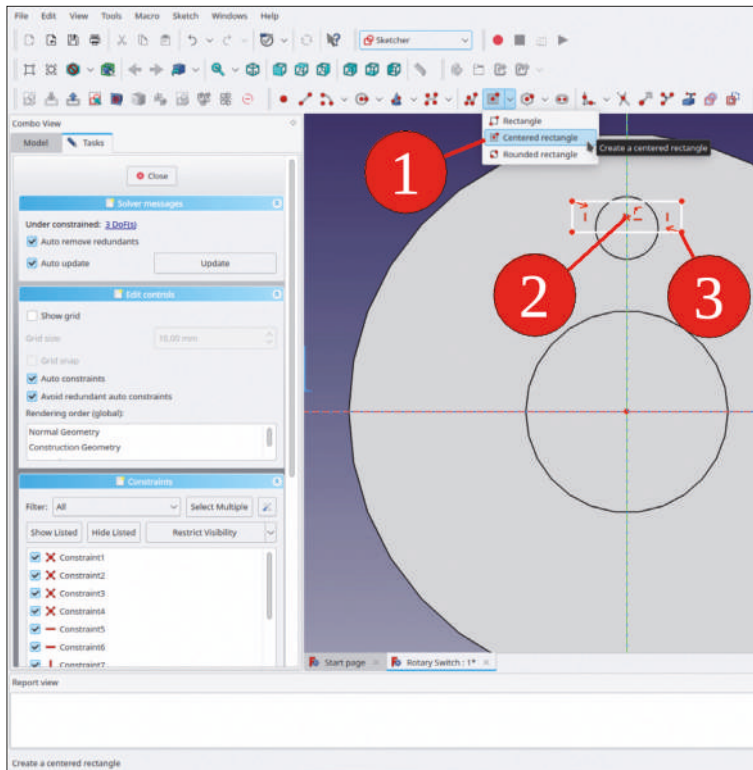 File Edit View Tools Macro Sketch Windows Help
Sketcher
Combo View
Model Tasks
Rectangle
Centered rectangle
Create a centered rectangle
Rounded rectangle
1
Close
Solver messages
Under constrained: 3 DoF(s)
Auto remove redundants
Auto update Update
2
3
Edit controls
Show grid
Grid size: 10,00 mm
Grid snap
Auto constraints
Avoid redundant auto constraints
Rendering order (global):
Normal Geometry
Construction Geometry
Constraints
Filter: All Select Multiple
Show Listed Hide Listed Restrict Visibility
Constraint1
Constraint2
Constraint3
Constraint4
Constraint5
Constraint6
Constraint7
Start page Rotary Switch : 1*
Report view
Create a centered rectangle